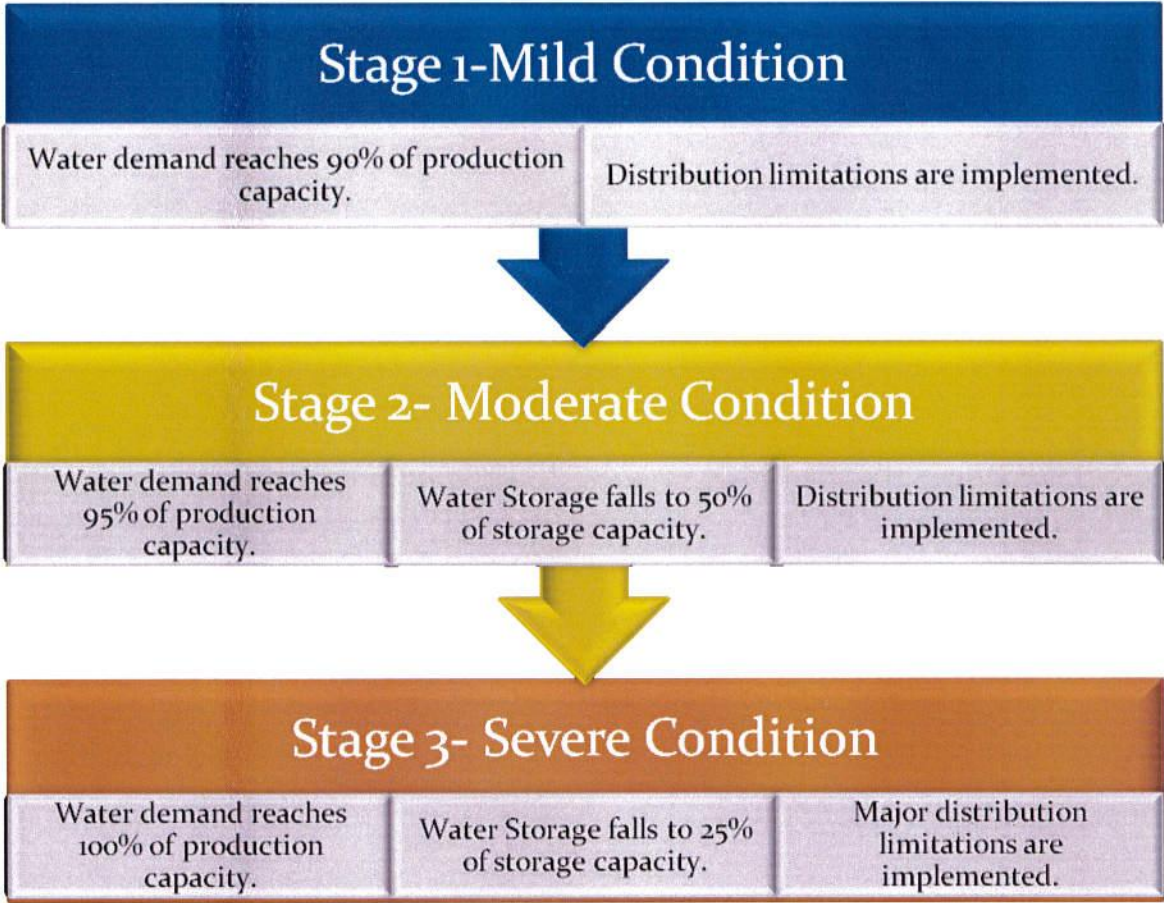 Stage 1-Mild Condition
Water demand reaches 90% of production
capacity.
Distribution limitations are implemented.
Stage 2- Moderate Condition
Water demand reaches
95% of production
capacity.
Water Storage falls to 50%
of storage capacity.
Distribution limitations are
implemented.
Stage 3- Severe Condition
Water demand reaches
100% of production
capacity.
Water Storage falls to 25%
of storage capacity.
Major distribution
limitations are
implemented.